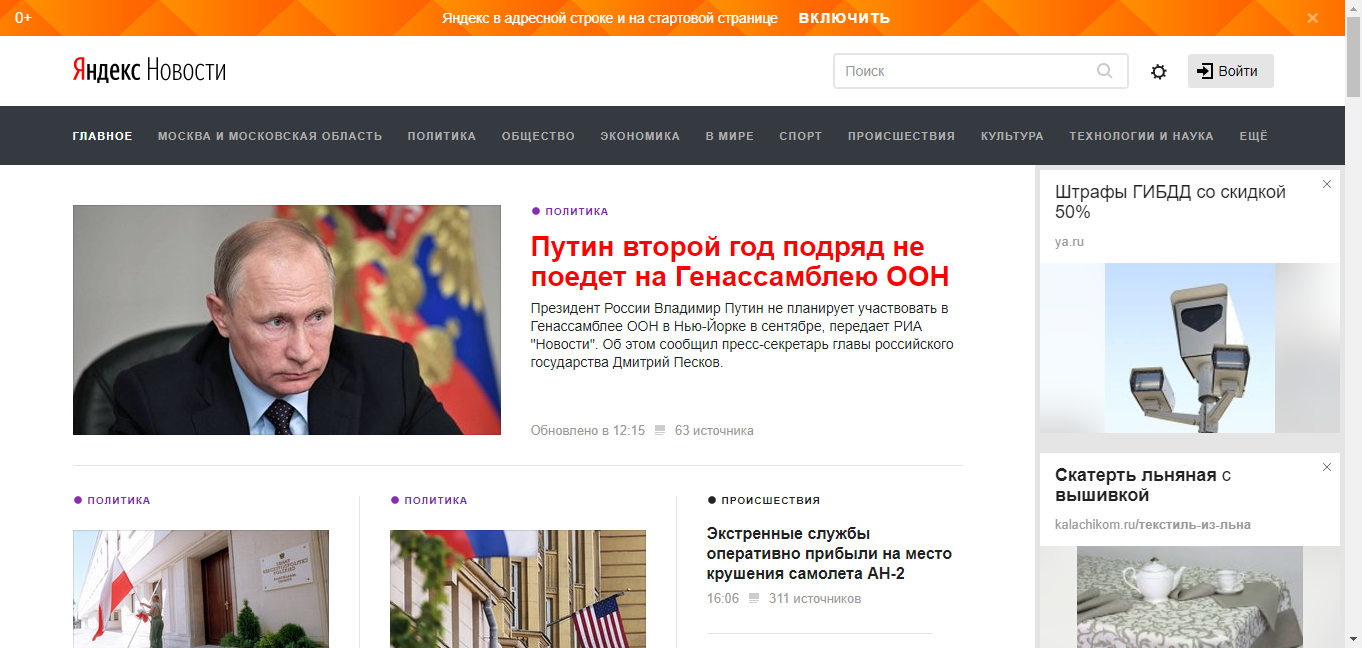 0+
Яндекс в адресной строке и на стартовой странице ВКЛЮЧИТЬ
Яндекс Новости
Поиск
Войти
ГЛАВНОЕ МОСКВА И МОСКОВСКАЯ ОБЛАСТЬ ПОЛИТИКА ОБЩЕСТВО ЭКОНОМИКА В МИРЕ СПОРТ ПРОИСШЕСТВИЯ КУЛЬТУРА ТЕХНОЛОГИИ И НАУКА ЕЩЁ
ПОЛИТИКА
Путин второй год подряд не
поедет на Генассамблею ООН
Президент России Владимир Путин не планирует участвовать в
Генассамблее ООН в Нью-Йорке в сентябре, передает РИА
"Новости". Об этом сообщил пресс-секретарь главы российского
государства Дмитрий Песков.
Обновлено в 12:15 63 источника
ПОЛИТИКА
ПОЛИТИКА
ПРОИСШЕСТВИЯ
Экстренные службы
оперативно прибыли на место
крушения самолета АН-2
16:06 311 источников
Штрафы ГИБДД со скидкой
50%
ya.ru
Скатерть льняная с
вышивкой
kalachikom.ru/текстиль-из-льна